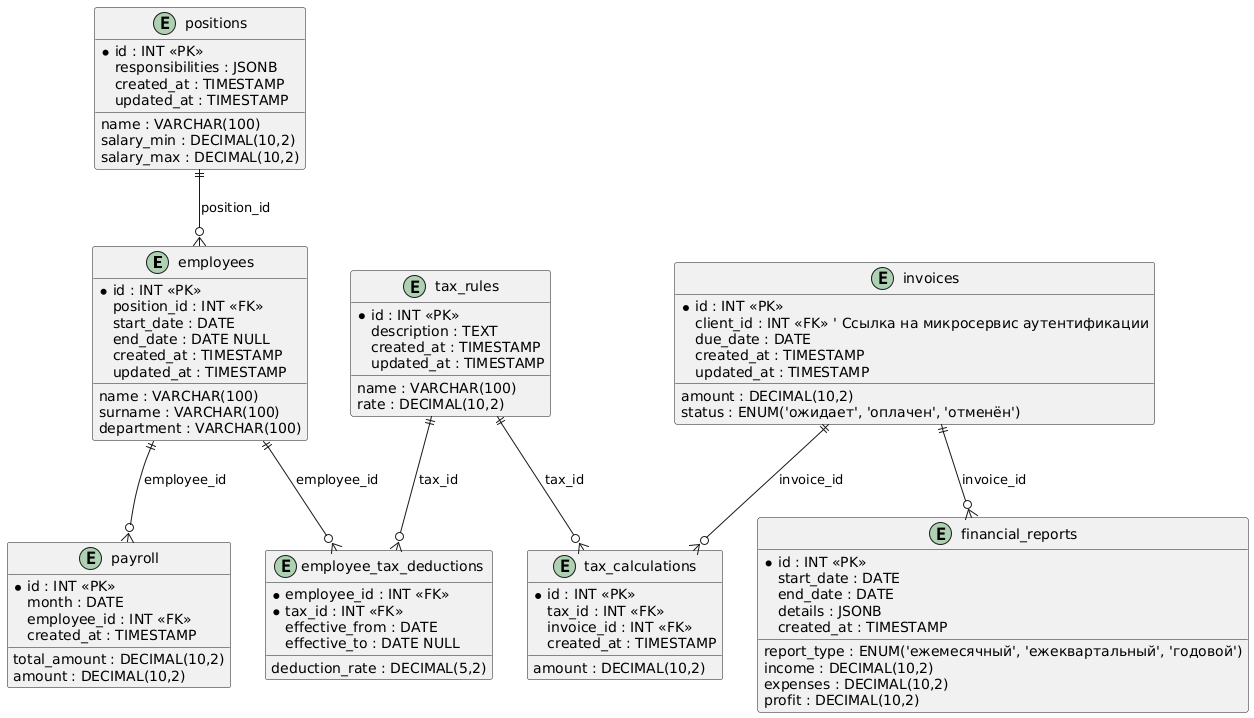 E positions
* id : INT «PK»
responsibilities : JSONB
created_at : TIMESTAMP
updated_at : TIMESTAMP
name : VARCHAR(100)
salary_min : DECIMAL(10,2)
salary_max : DECIMAL(10,2)
position_id
E employees
* id : INT «PK»
position_id : INT «FK»
start_date : DATE
end_date : DATE NULL
created_at : TIMESTAMP
updated_at : TIMESTAMP
name : VARCHAR(100)
surname : VARCHAR(100)
department : VARCHAR(100)
E tax_rules
* id : INT «PK»
description : TEXT
created_at : TIMESTAMP
updated_at : TIMESTAMP
name : VARCHAR(100)
rate : DECIMAL(10,2)
E invoices
* id : INT «PK»
client_id : INT «FK» ' Ссылка на микросервис аутентификации
due_date : DATE
created_at : TIMESTAMP
updated_at : TIMESTAMP
amount : DECIMAL(10,2)
status : ENUM('ожидает', 'оплачен', 'отменён')
employee_id
employee_id
tax_id
tax_id
invoice_id
invoice_id
E payroll
* id : INT «PK»
month : DATE
employee_id : INT «FK»
created_at : TIMESTAMP
total_amount : DECIMAL(10,2)
amount : DECIMAL(10,2)
E employee_tax_deductions
* employee_id : INT «FK»
* tax_id : INT «FK»
effective_from : DATE
effective_to : DATE NULL
deduction_rate : DECIMAL(5,2)
E tax_calculations
* id : INT «PK»
tax_id : INT «FK»
invoice_id : INT «FK»
created_at : TIMESTAMP
amount : DECIMAL(10,2)
E financial_reports
* id : INT «PK»
start_date : DATE
end_date : DATE
details : JSONB
created_at : TIMESTAMP
report_type : ENUM('ежемесячный', 'ежеквартальный', 'годовой')
income : DECIMAL(10,2)
expenses : DECIMAL(10,2)
profit : DECIMAL(10,2)